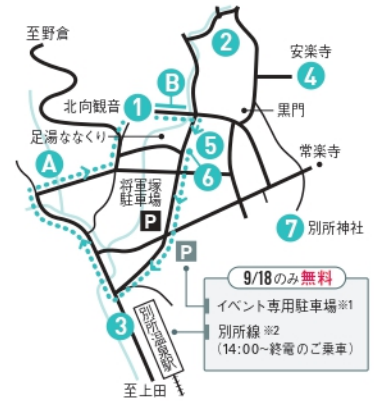 至野倉
2
安楽寺
4
B
北向観音
1
黒門
足湯ななくり
5
常楽寺
A
6
将軍塚
駐車場
P
7
別所神社
P
9/18のみ無料
イベント専用駐車場※1
別所線※2
(14:00~終電のご乗車)
3
別所温泉駅
至上田